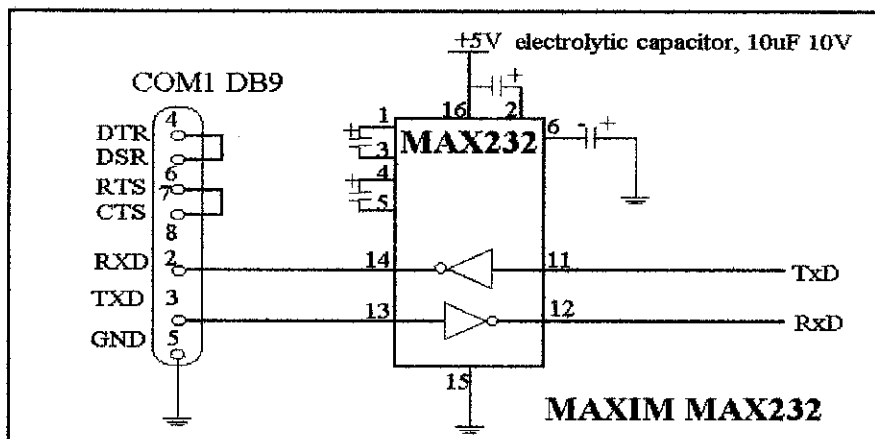 +5V electrolytic capacitor, 10uF 10V
COM1 DB9
4
DTR
DSR
6
RTS
7
CTS
8
RXD 2
TXD 3
GND 5
1
16
2
+
6
- +
MAX232
+
3
4
+
5
14
11
TxD
13
12
RxD
15
MAXIM MAX232